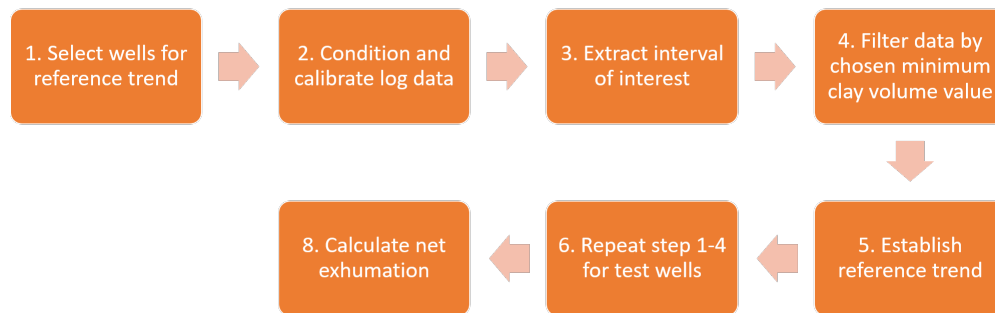 1. Select wells for
reference trend
2. Condition and
calibrate log data
3. Extract interval
of interest
4. Filter data by
chosen minimum
clay volume value
8. Calculate net
exhumation
6. Repeat step 1-4
for test wells
5. Establish
reference trend